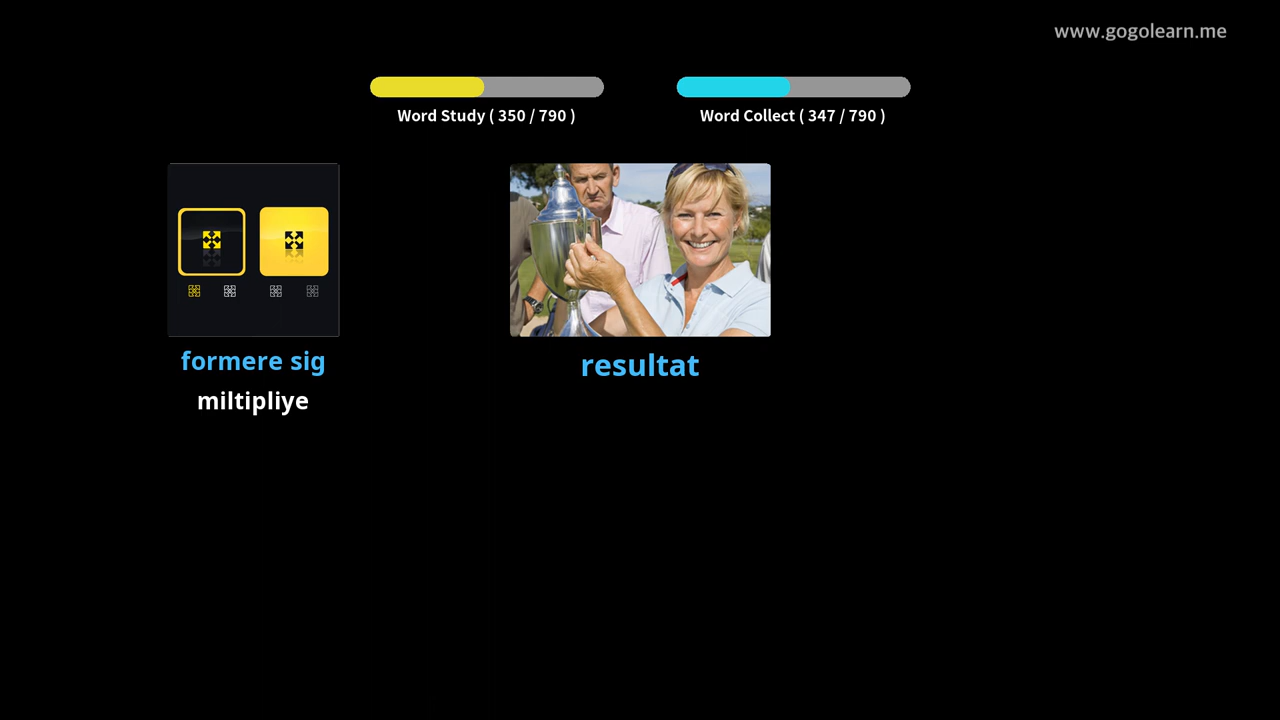 www.gogolearn.me
Word Study ( 350 / 790 )
Word Collect ( 347 / 790 )
formere sig
miltipliye
resultat